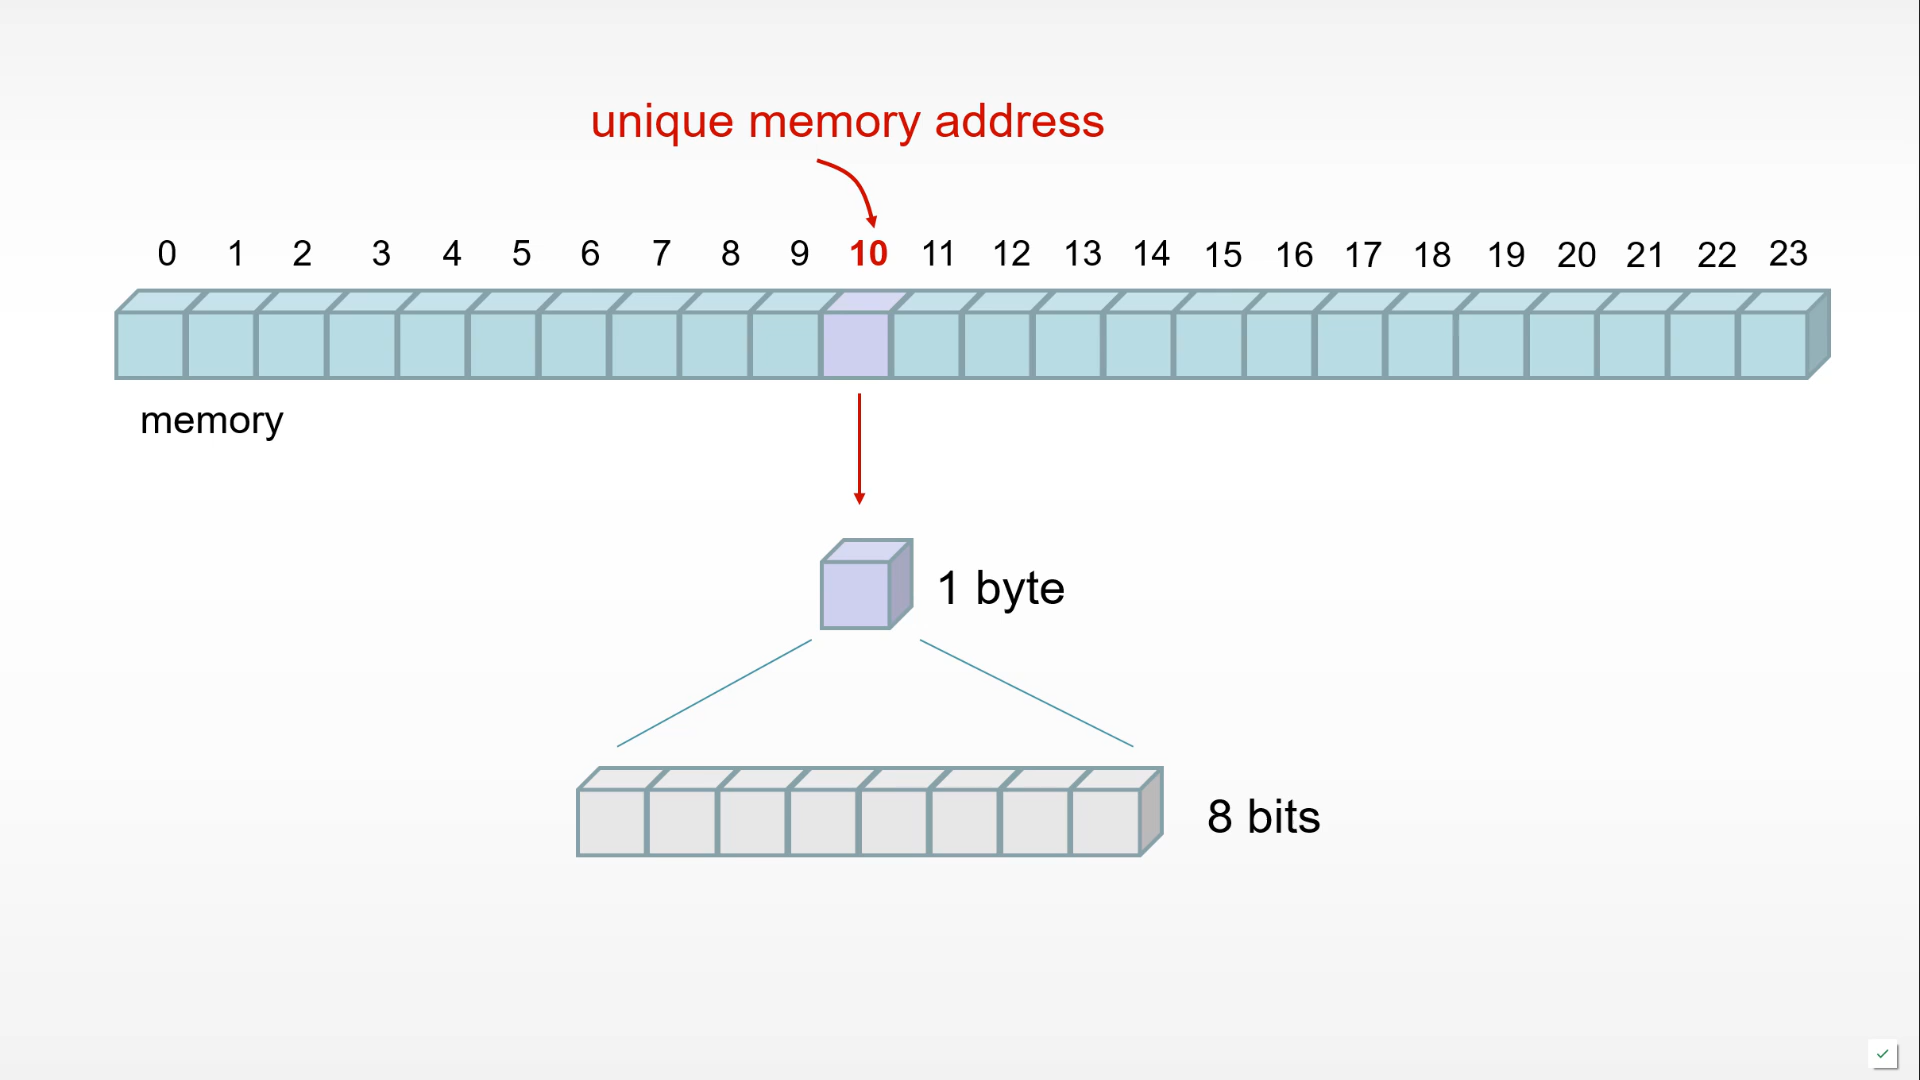 unique memory address
0 1 2 3 4 5 6 7 8 9 10 11 12 13 14 15 16 17 18 19 20 21 22 23
memory
1 byte
8 bits